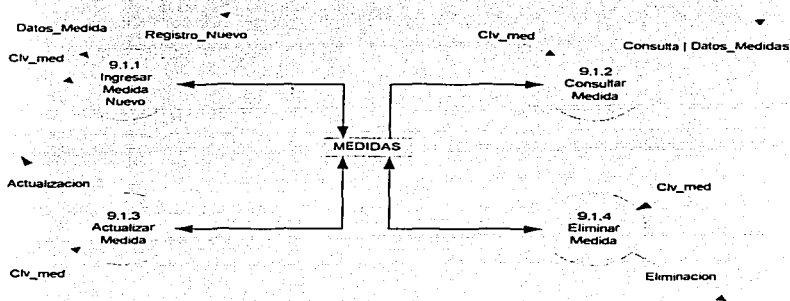 Datos_Medida
Registro_Nuevo
Clv_med
Consulta | Datos_Medidas
Clv_med
9.1.1
Ingresar
Medida
Nuevo
9.1.2
Consultar
Medida
MEDIDAS
Actualizacion
9.1.3
Actualizar
Medida
Clv_med
9.1.4
Eliminar
Medida
Clv_med
Eliminacion